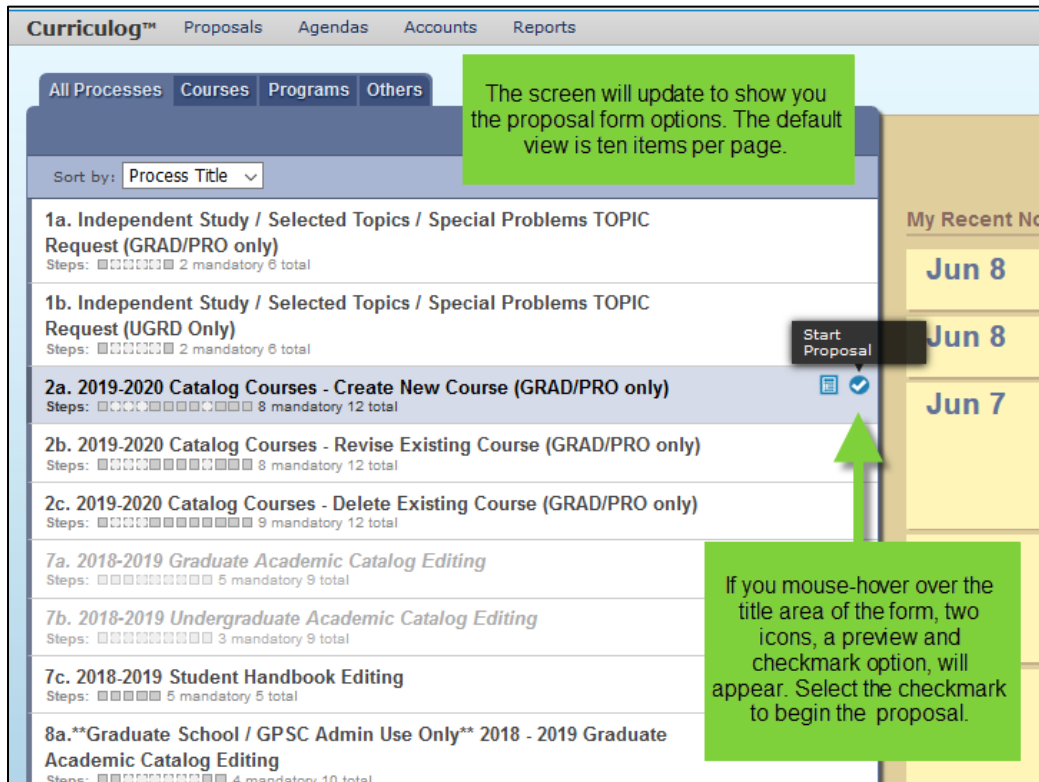 Curriculog™ Proposals Agendas Accounts Reports
All Processes Courses Programs Others
The screen will update to show you
the proposal form options. The default
view is ten items per page.
Sort by: Process Title
1a. Independent Study / Selected Topics / Special Problems TOPIC
Request (GRAD/PRO only)
Steps: 2 mandatory 6 total
1b. Independent Study / Selected Topics / Special Problems TOPIC
Request (UGRD Only)
Steps: 2 mandatory 6 total
Start
Proposal
2a. 2019-2020 Catalog Courses - Create New Course (GRAD/PRO only)
Steps: 8 mandatory 12 total
2b. 2019-2020 Catalog Courses - Revise Existing Course (GRAD/PRO only)
Steps: 8 mandatory 12 total
2c. 2019-2020 Catalog Courses - Delete Existing Course (GRAD/PRO only)
Steps: 9 mandatory 12 total
7a. 2018-2019 Graduate Academic Catalog Editing
Steps: 5 mandatory 9 total
7b. 2018-2019 Undergraduate Academic Catalog Editing
Steps: 3 mandatory 9 total
7c. 2018-2019 Student Handbook Editing
Steps: 5 mandatory 5 total
8a.**Graduate School / GPSC Admin Use Only** 2018 - 2019 Graduate
Academic Catalog Editing
Steps: 4 mandatory 10 total
If you mouse-hover over the
title area of the form, two
icons, a preview and
checkmark option, will
appear. Select the checkmark
to begin the proposal.
My Recent No
Jun 8
Jun 8
Jun 7